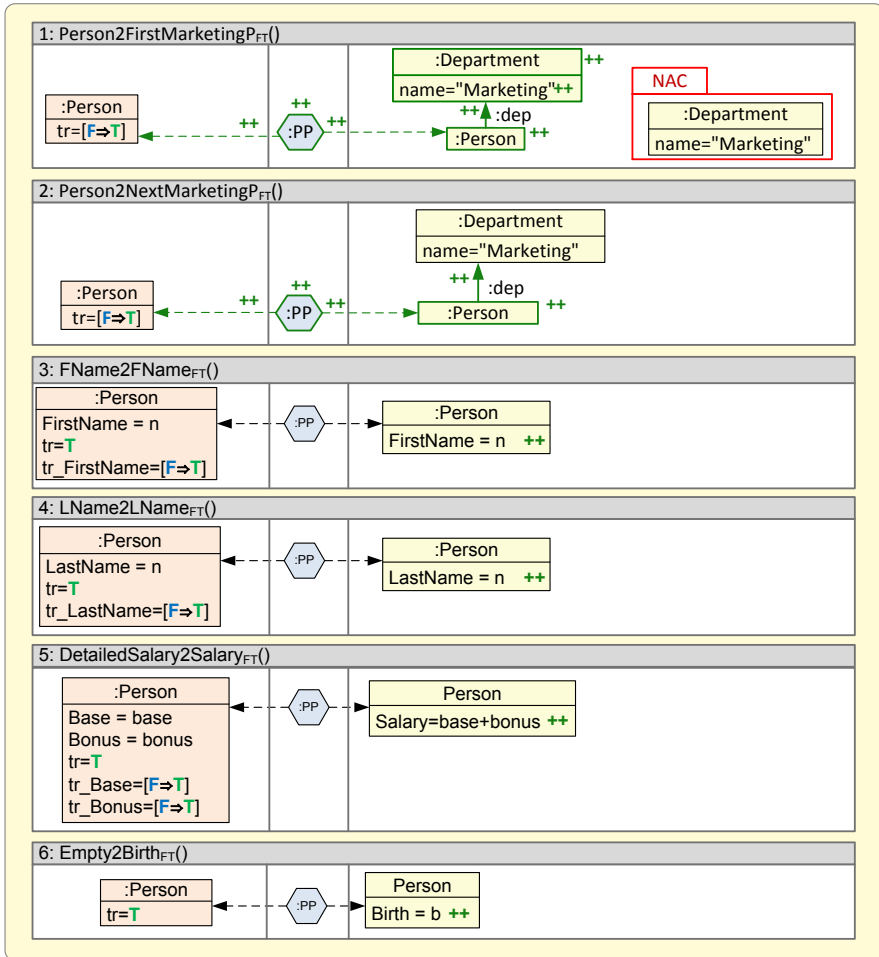 1: Person2FirstMarketingP_FT()
:Department ++
name="Marketing" ++
NAC
:Department
name="Marketing"
:Person
tr=[F⇒T]
++
++
:PP
++
++
:dep
:Person ++
2: Person2NextMarketingP_FT()
:Department
name="Marketing"
++
:dep
:Person
tr=[F⇒T]
++
++
:PP
++
:Person
++
3: FName2FName_FT()
:Person
FirstName = n
tr=T
tr_FirstName=[F⇒T]
:PP
:Person
FirstName = n ++
4: LName2LName_FT()
:Person
LastName = n
tr=T
tr_LastName=[F⇒T]
:PP
:Person
LastName = n ++
5: DetailedSalary2Salary_FT()
:Person
Base = base
Bonus = bonus
tr=T
tr_Base=[F⇒T]
tr_Bonus=[F⇒T]
:PP
Person
Salary=base+bonus ++
6: Empty2Birth_FT()
:Person
tr=T
:PP
Person
Birth = b ++